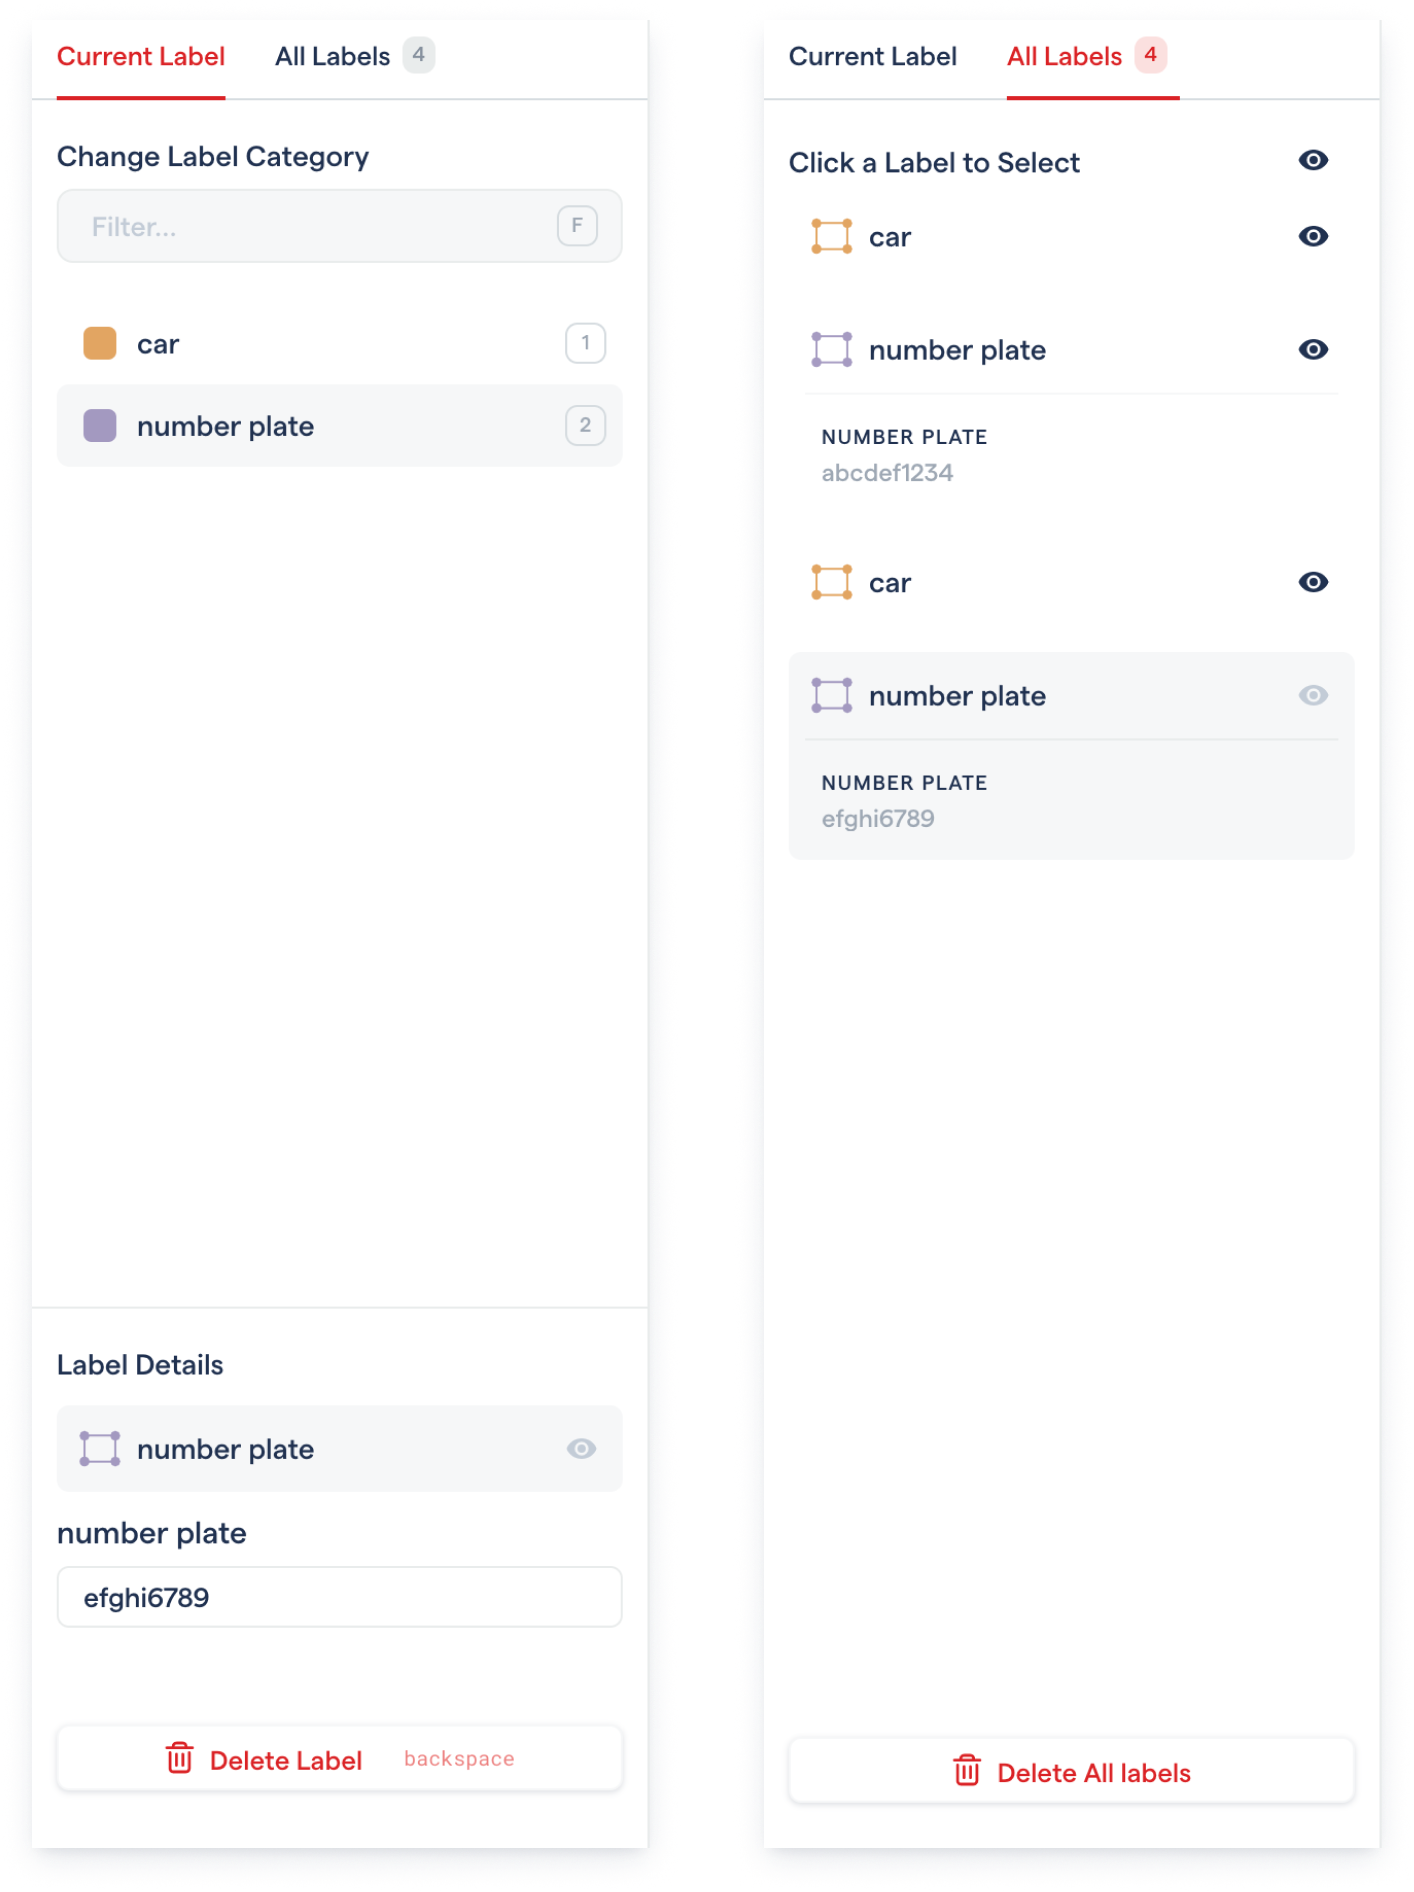 Current Label All Labels 4
Change Label Category
Filter... F
car 1
number plate 2
Label Details
number plate
number plate
efghi6789
Delete Label backspace
Current Label All Labels 4
Click a Label to Select
car
number plate
NUMBER PLATE
abcdef1234
car
number plate
NUMBER PLATE
efghi6789
Delete All labels